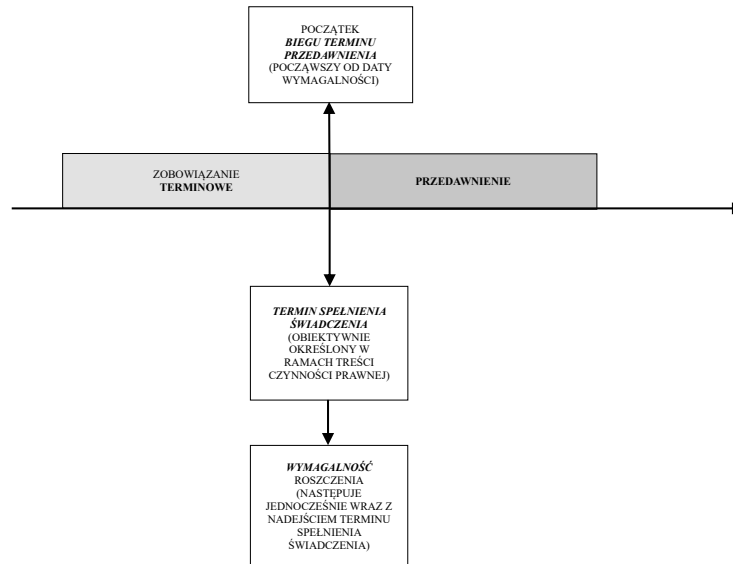 POCZĄTEK
BIEGU TERMINU
PRZEDAWNIENIA
(POCZĄWSZY OD DATY
WYMAGALNOŚCI)
ZOBOWIĄZANIE
TERMINOWE
PRZEDAWNIENIE
TERMIN SPEŁNIENIA
ŚWIADCZENIA
(OBIEKTYWNIE
OKREŚLONY W
RAMACH TREŚCI
CZYNNOŚCI PRAWNEJ)
WYMAGALNOŚĆ
ROSZCZENIA
(NASTĘPUJE
JEDNOCZEŚNIE WRAZ Z
NADEJŚCIEM TERMINU
SPEŁNIENIA
ŚWIADCZENIA)